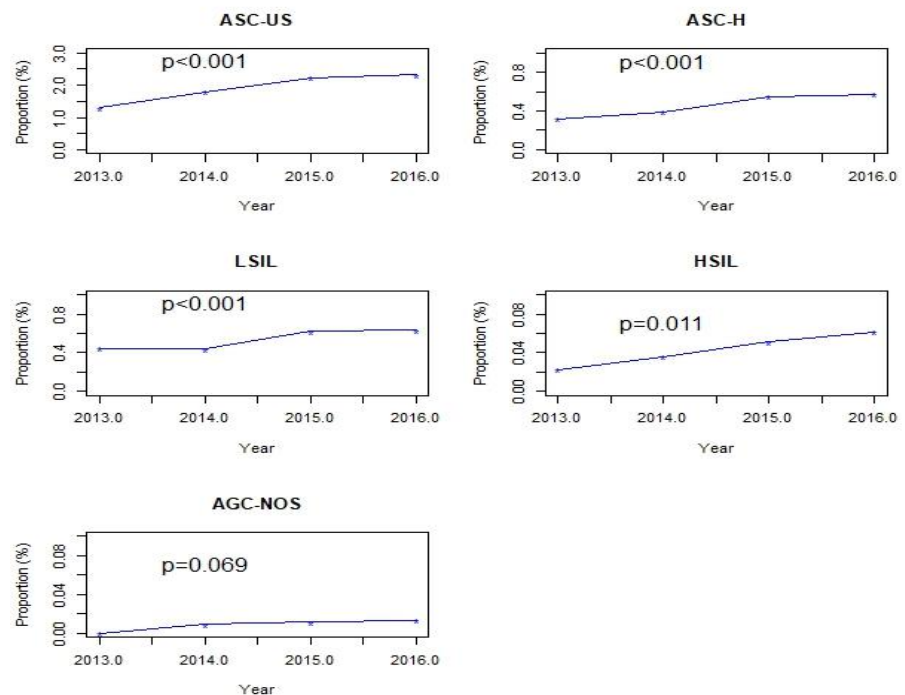 ASC-US
Proportion (%)
0.0 1.0 2.0 3.0
p<0.001
2013.0 2014.0 2015.0 2016.0
Year
ASC-H
Proportion (%)
0.0 0.4 0.8
p<0.001
2013.0 2014.0 2015.0 2016.0
Year
LSIL
Proportion (%)
0.0 0.4 0.8
p<0.001
2013.0 2014.0 2015.0 2016.0
Year
HSIL
Proportion (%)
0.00 0.04 0.08
p=0.011
2013.0 2014.0 2015.0 2016.0
Year
AGC-NOS
Proportion (%)
0.00 0.04 0.08
p=0.069
2013.0 2014.0 2015.0 2016.0
Year